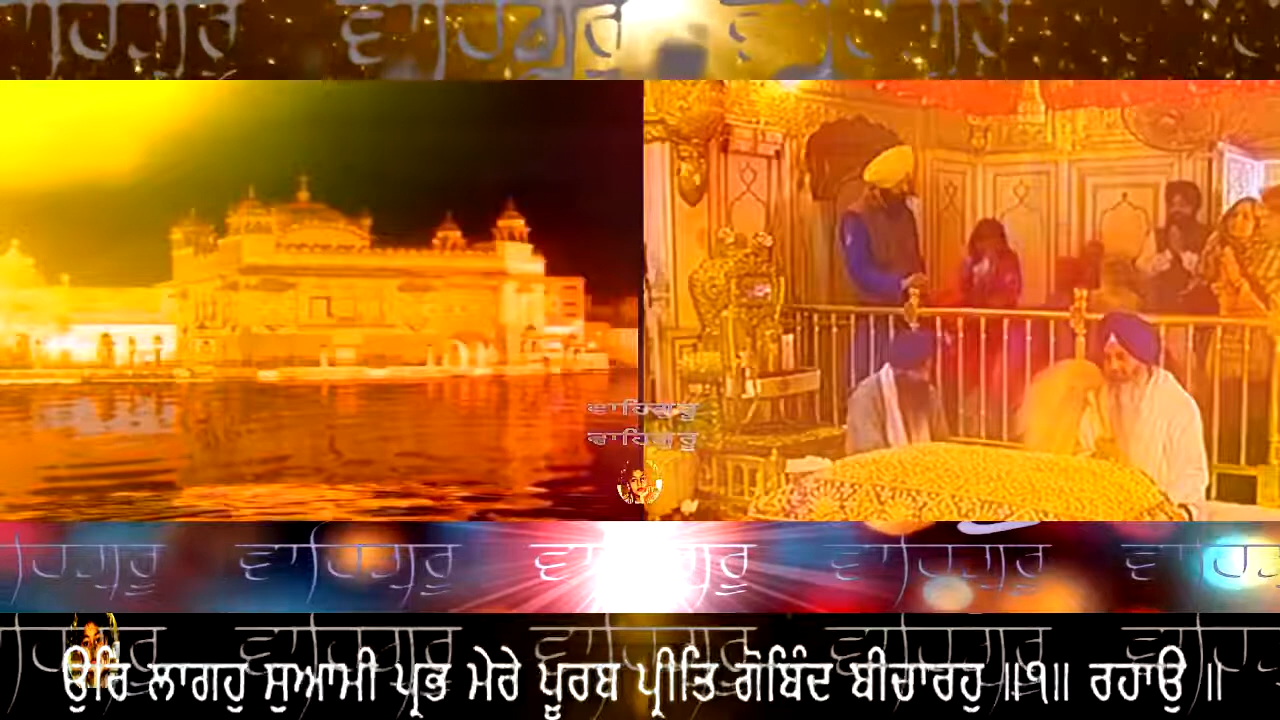 ਵਾਹਿਗੁਰੂ ਵਾਹਿਗੁਰੂ
ਵਾਹਿਗੁਰੂ
ਵਾਹਿਗੁਰੂ
ਵਾਹਿਗੁਰੂ ਵਾਹਿਗੁਰੂ ਵਾਹਿਗੁਰੂ
ਵਾਹਿਗੁਰੂ ਵਾਹਿਗੁਰੂ ਵਾਹਿਗੁਰੂ
ਉਰਿ ਲਾਗਹੁ ਸੁਆਮੀ ਪ੍ਰਭ ਮੇਰੇ ਪੂਰਬ ਪ੍ਰੀਤਿ ਗੋਬਿੰਦ ਬੀਚਾਰਹੁ ॥੧॥ ਰਹਾਉ ॥